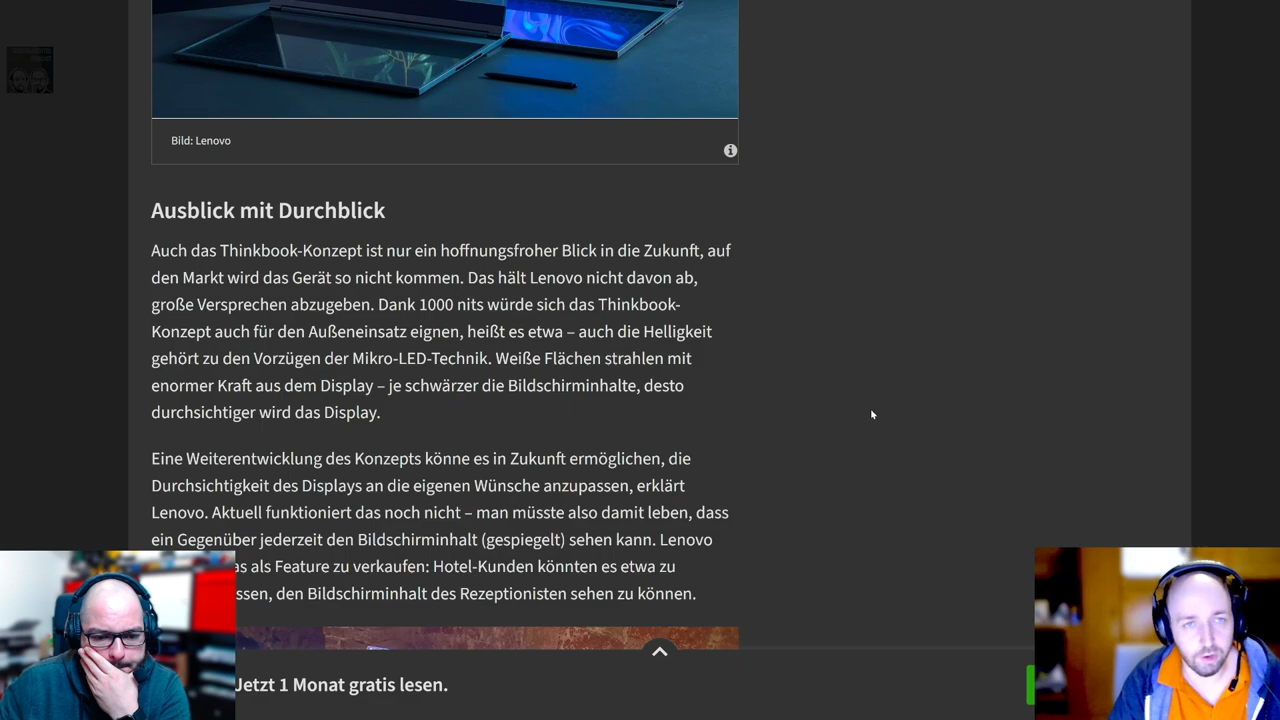 Bild: Lenovo
Ausblick mit Durchblick
Auch das Thinkbook-Konzept ist nur ein hoffnungsfroher Blick in die Zukunft, auf
den Markt wird das Gerät so nicht kommen. Das hält Lenovo nicht davon ab,
große Versprechen abzugeben. Dank 1000 nits würde sich das Thinkbook-
Konzept auch für den Außeneinsatz eignen, heißt es etwa – auch die Helligkeit
gehört zu den Vorzügen der Mikro-LED-Technik. Weiße Flächen strahlen mit
enormer Kraft aus dem Display – je schwärzer die Bildschirminhalte, desto
durchsichtiger wird das Display.
Eine Weiterentwicklung des Konzepts könne es in Zukunft ermöglichen, die
Durchsichtigkeit des Displays an die eigenen Wünsche anzupassen, erklärt
Lenovo. Aktuell funktioniert das noch nicht – man müsste also damit leben, dass
ein Gegenüber jederzeit den Bildschirminhalt (gespiegelt) sehen kann. Lenovo
als Feature zu verkaufen: Hotel-Kunden könnten es etwa zu
den Bildschirminhalt des Rezeptionisten sehen zu können.
Jetzt 1 Monat gratis lesen.